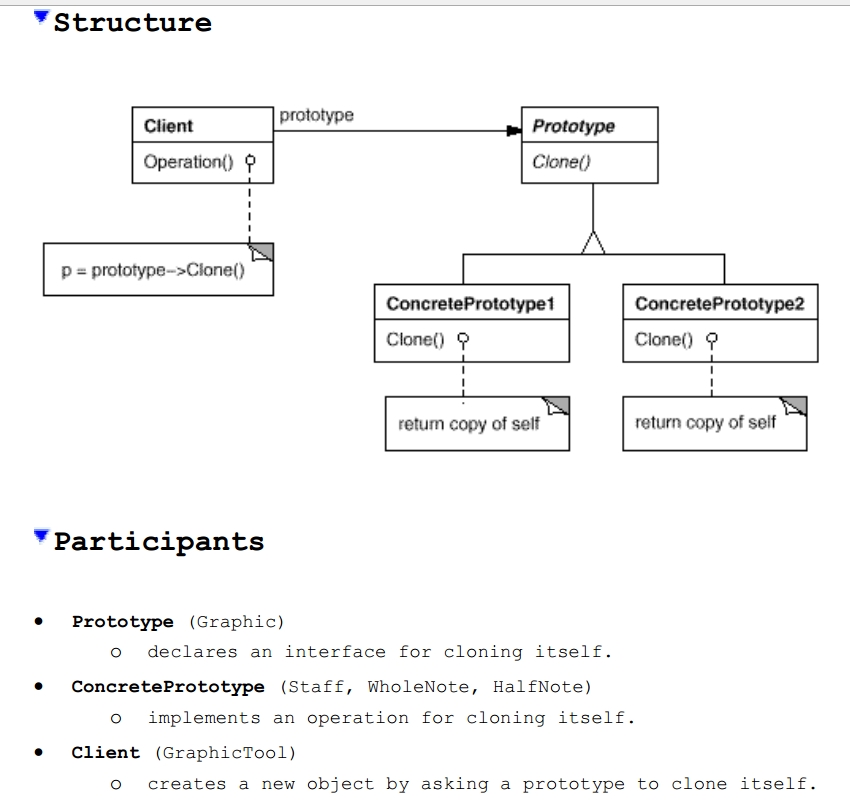 Structure
Client
Operation()
prototype
Prototype
Clone()
p = prototype->Clone()
ConcretePrototype1
Clone()
ConcretePrototype2
Clone()
return copy of self
return copy of self
Participants
• Prototype (Graphic)
o declares an interface for cloning itself.
• ConcretePrototype (Staff, WholeNote, HalfNote)
o implements an operation for cloning itself.
• Client (GraphicTool)
o creates a new object by asking a prototype to clone itself.